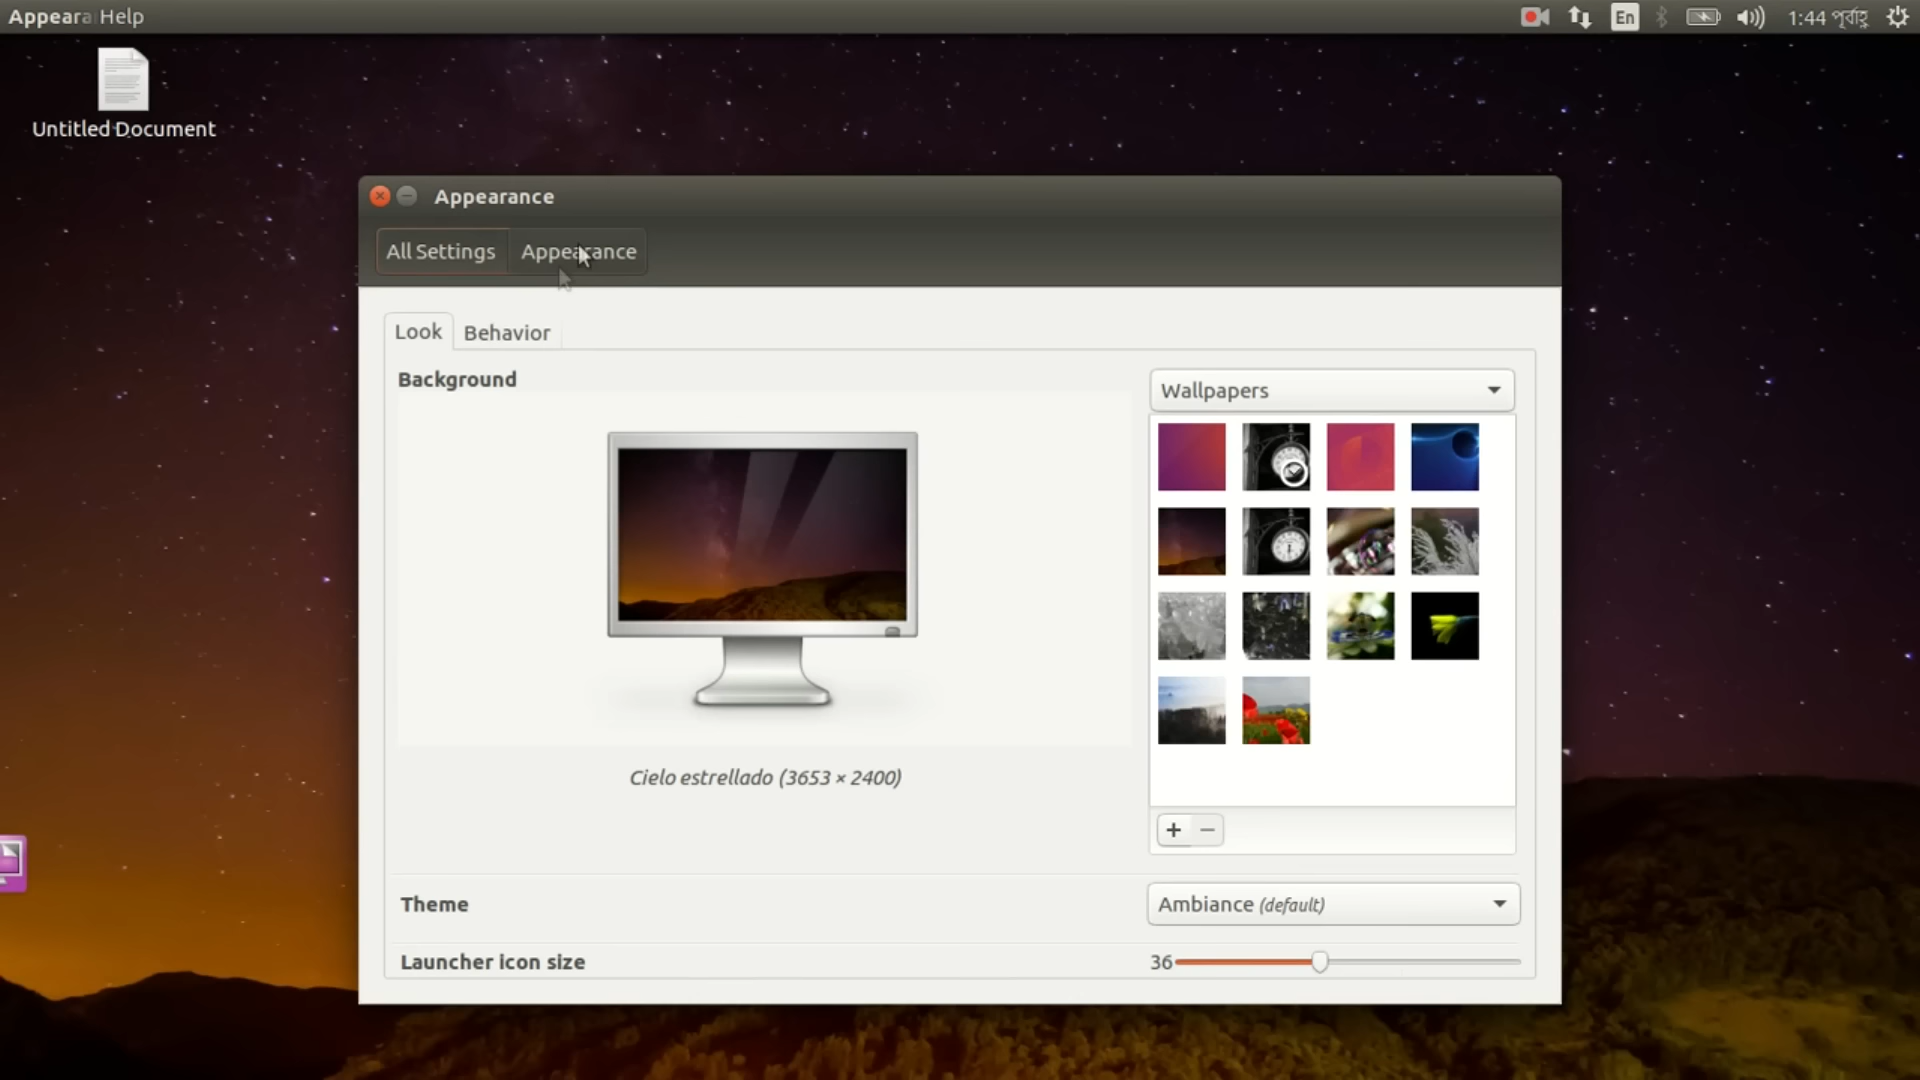 Appeara Help
En
1:44 পূর্বাহ্ণ
Untitled Document
Appearance
All Settings
Appearance
Look
Behavior
Background
Wallpapers
Cielo estrellado (3653 × 2400)
+ −
Theme
Ambiance (default)
Launcher icon size
36